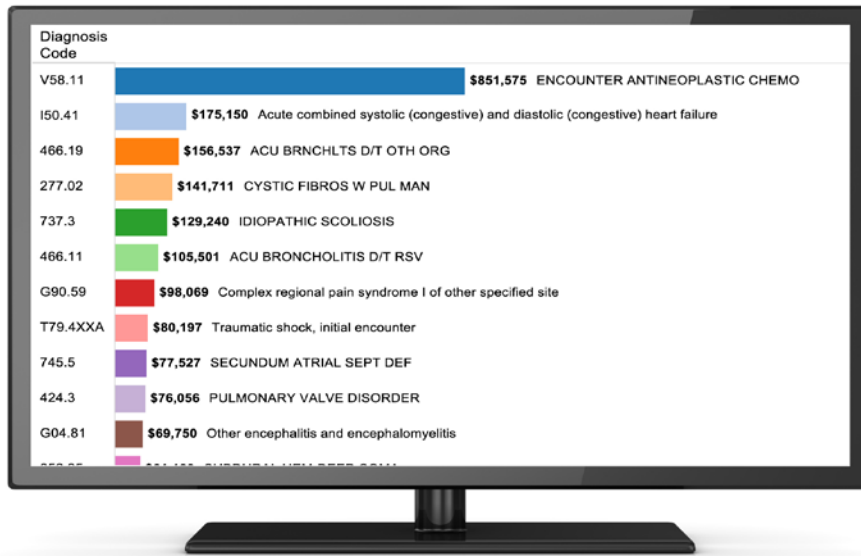 Diagnosis
Code
V58.11 $851,575 ENCOUNTER ANTINEOPLASTIC CHEMO
I50.41 $175,150 Acute combined systolic (congestive) and diastolic (congestive) heart failure
466.19 $156,537 ACU BRNCHLTS D/T OTH ORG
277.02 $141,711 CYSTIC FIBROS W PUL MAN
737.3 $129,240 IDIOPATHIC SCOLIOSIS
466.11 $105,501 ACU BRONCHOLITIS D/T RSV
G90.59 $98,069 Complex regional pain syndrome I of other specified site
T79.4XXA $80,197 Traumatic shock, initial encounter
745.5 $77,527 SECUNDUM ATRIAL SEPT DEF
424.3 $76,056 PULMONARY VALVE DISORDER
G04.81 $69,750 Other encephalitis and encephalomyelitis